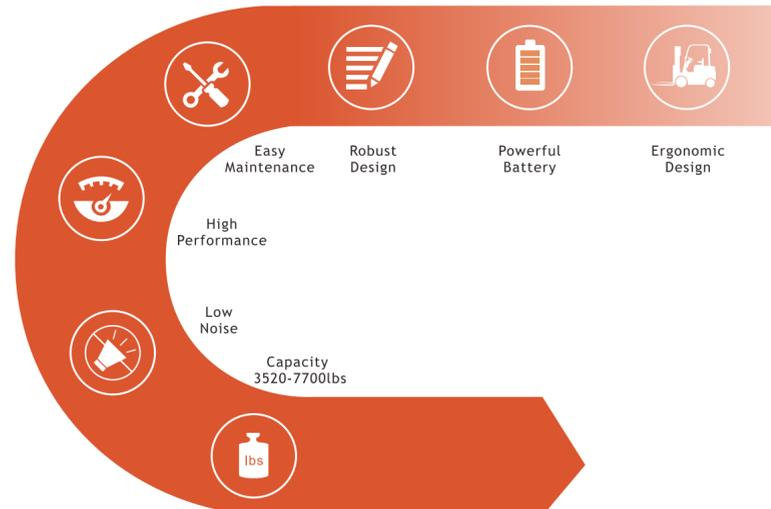 Easy
Maintenance
Robust
Design
Powerful
Battery
Ergonomic
Design
High
Performance
Low
Noise
Capacity
3520-7700lbs
lbs